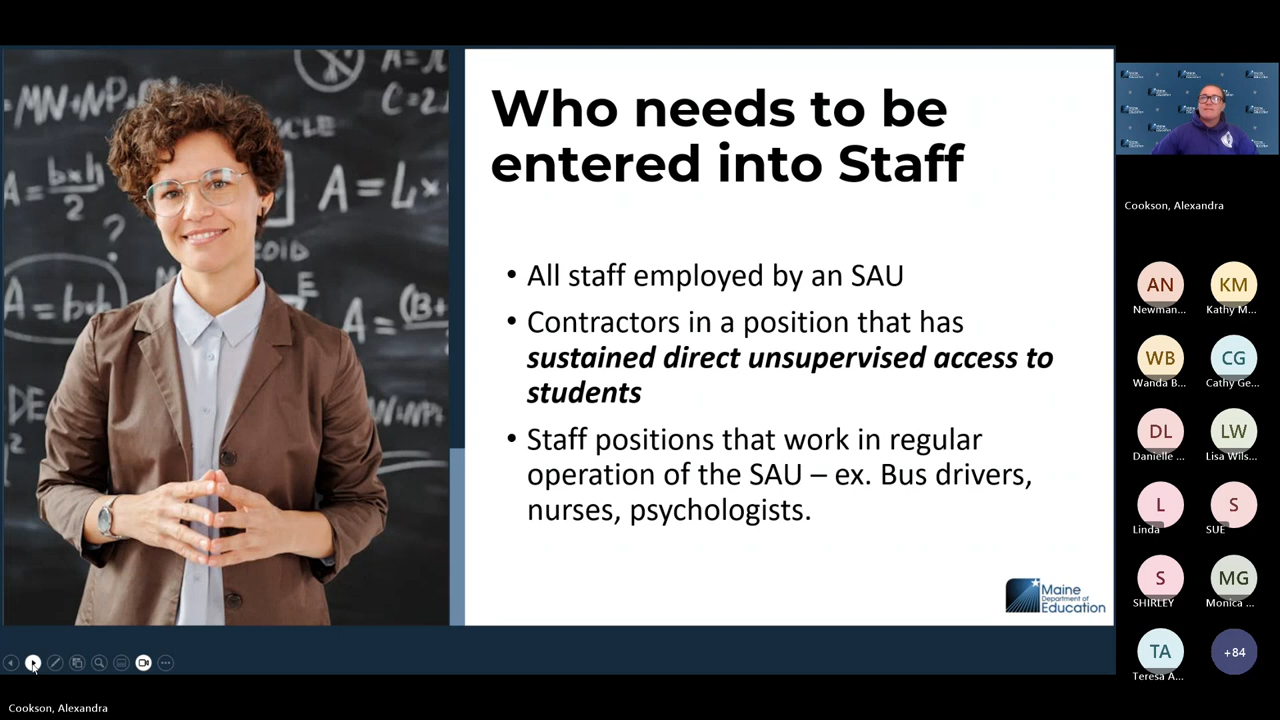 Who needs to be
entered into Staff
• All staff employed by an SAU
• Contractors in a position that has
sustained direct unsupervised access to
students
• Staff positions that work in regular
operation of the SAU – ex. Bus drivers,
nurses, psychologists.
Maine
Department of
Education
Cookson, Alexandra
AN
Newman...
KM
Kathy M...
WB
Wanda B...
CG
Cathy Ge...
DL
Danielle ...
LW
Lisa Wils...
L
Linda
S
SUE
S
SHIRLEY
MG
Monica ...
TA
Teresa A...
+84
Cookson, Alexandra